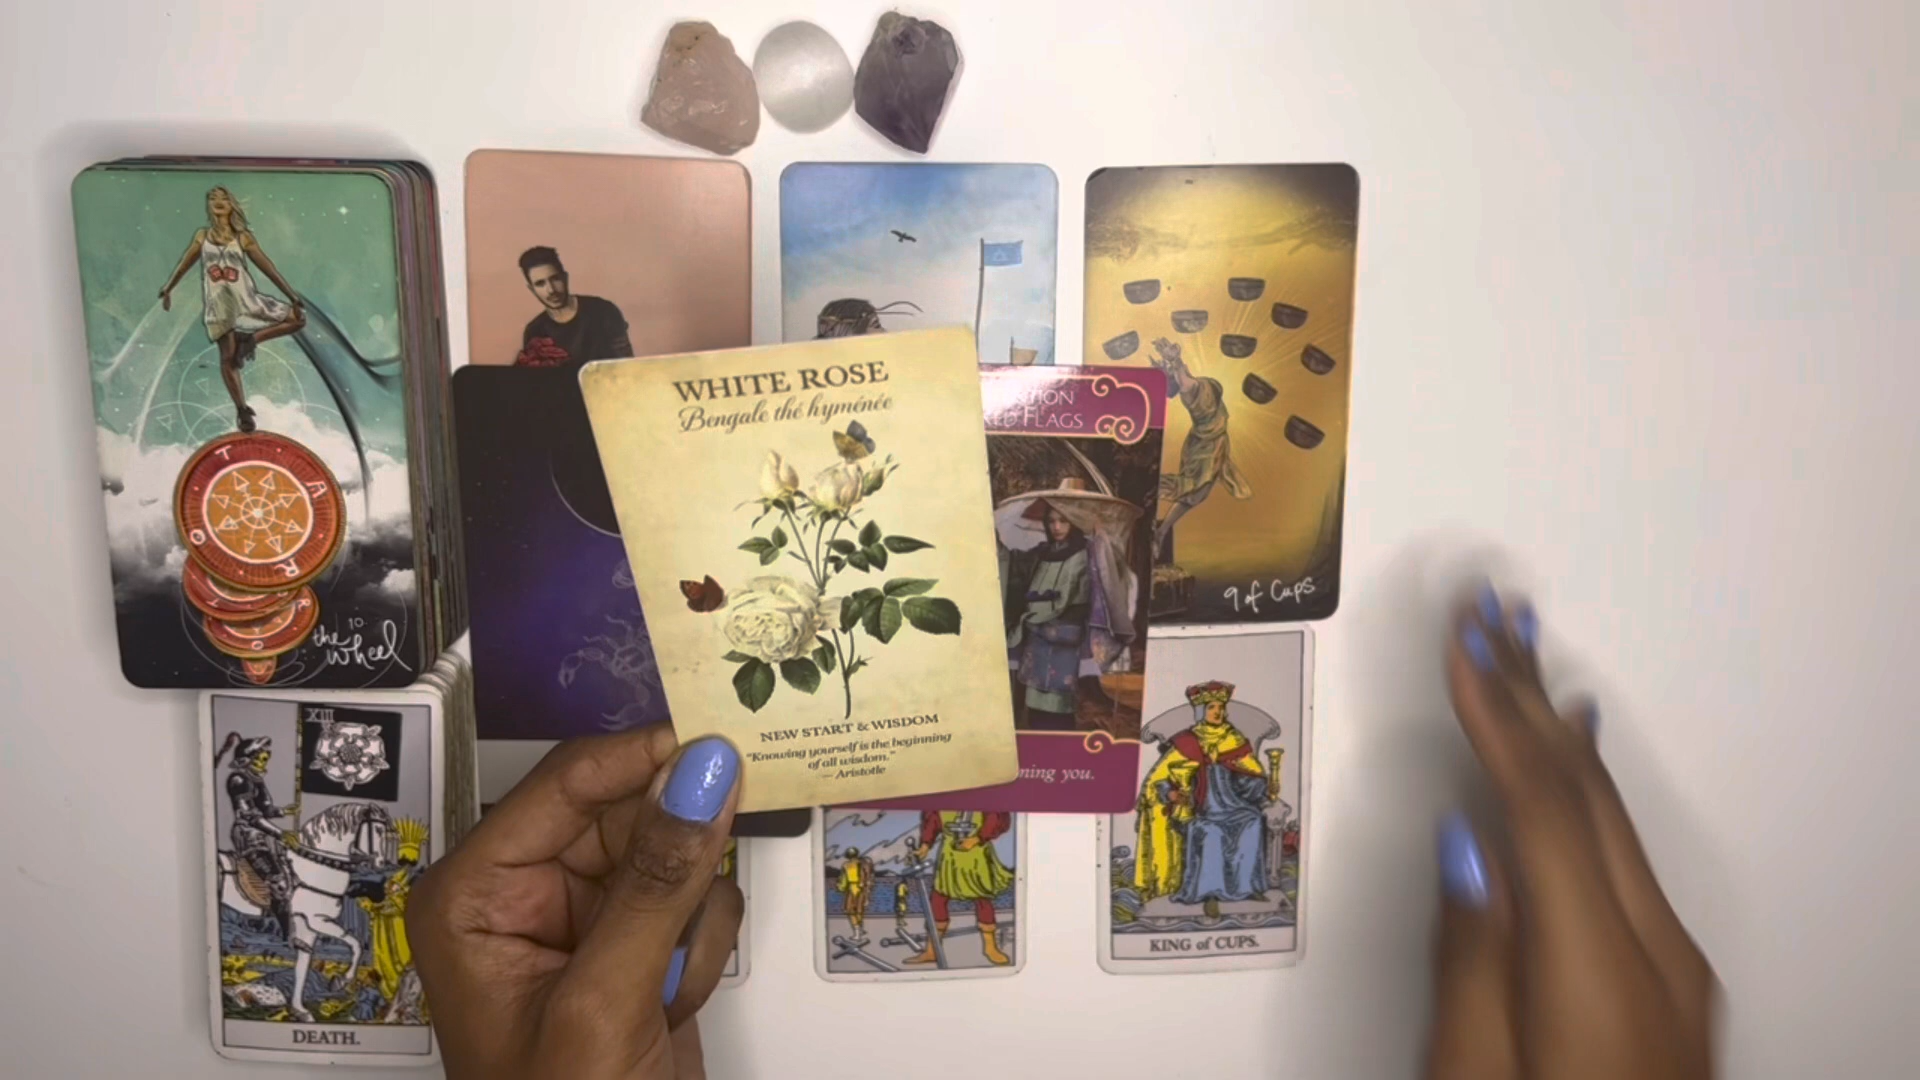 WHITE ROSE
Bengale thé hyménée
NEW START & WISDOM
"Knowing yourself is the beginning
of all wisdom."
— Aristotle
FLAGS
you.
9 of Cups
T
A
R
O
10.
the
Wheel
XIII
DEATH.
KING of CUPS.